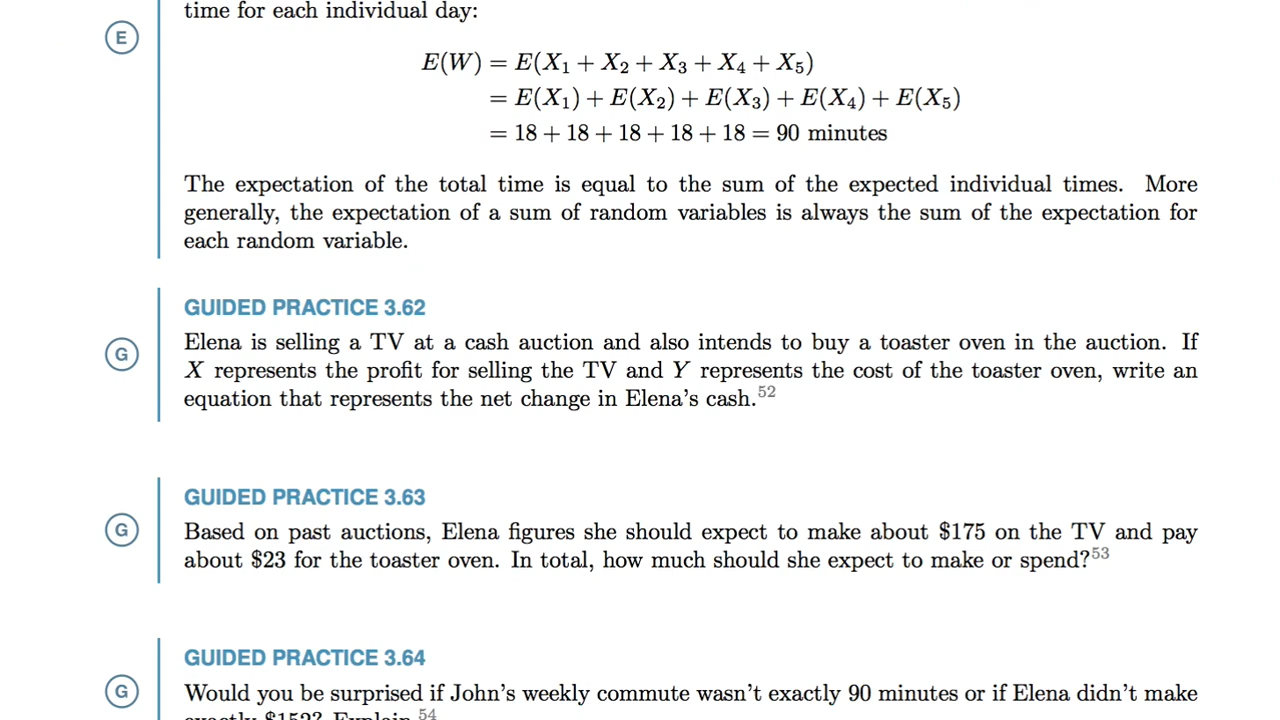 time for each individual day:
E
E(W) = E(X₁ + X₂ + X₃ + X₄ + X₅)
= E(X₁) + E(X₂) + E(X₃) + E(X₄) + E(X₅)
= 18 + 18 + 18 + 18 + 18 = 90 minutes
The expectation of the total time is equal to the sum of the expected individual times. More
generally, the expectation of a sum of random variables is always the sum of the expectation for
each random variable.
GUIDED PRACTICE 3.62
G
Elena is selling a TV at a cash auction and also intends to buy a toaster oven in the auction. If
X represents the profit for selling the TV and Y represents the cost of the toaster oven, write an
equation that represents the net change in Elena's cash.⁵²
GUIDED PRACTICE 3.63
G
Based on past auctions, Elena figures she should expect to make about $175 on the TV and pay
about $23 for the toaster oven. In total, how much should she expect to make or spend?⁵³
GUIDED PRACTICE 3.64
G
Would you be surprised if John's weekly commute wasn't exactly 90 minutes or if Elena didn't make
exactly $152? Explain.⁵⁴